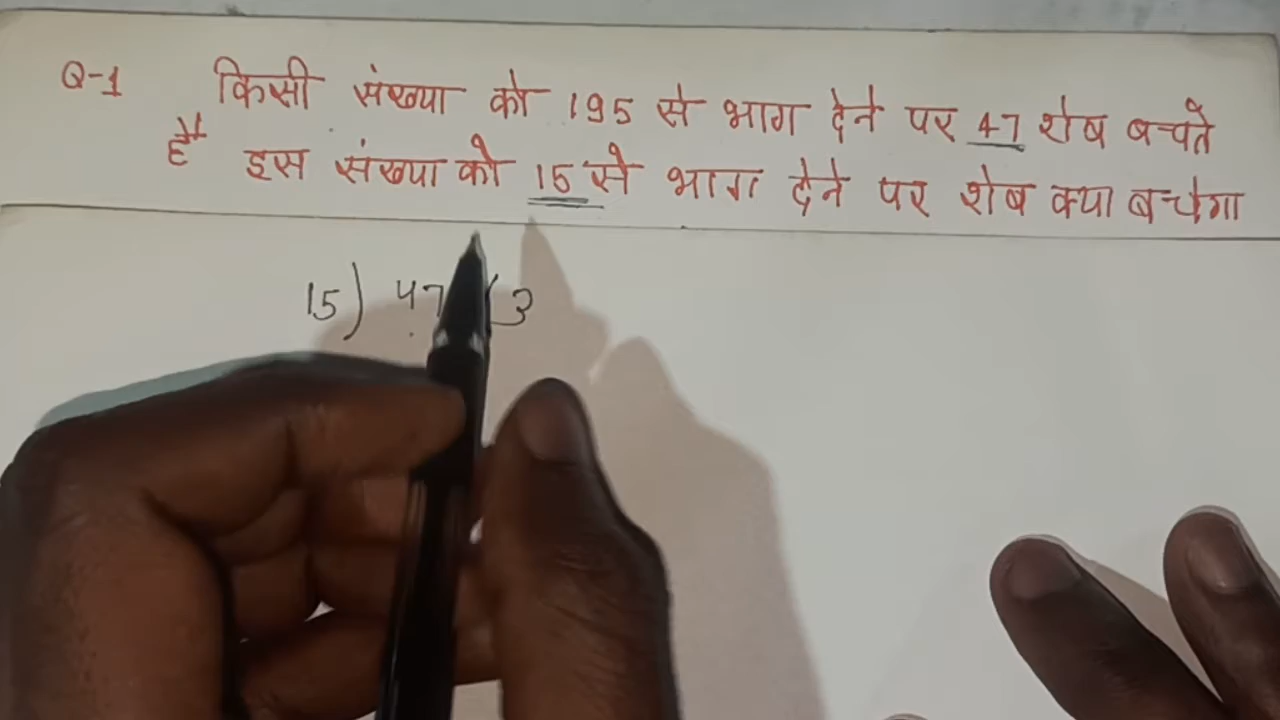 Q-1 किसी संख्या को 195 से भाग देने पर 47 शेष बचते
हैं इस संख्या को 15 से भाग देने पर शेष क्या बचेगा
15) 47 (3